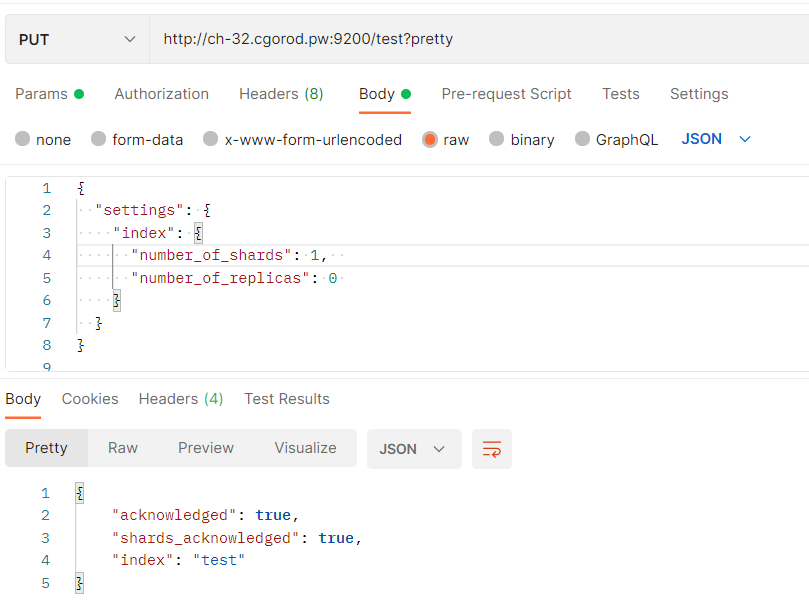 PUT http://ch-32.cgorod.pw:9200/test?pretty
Params Authorization Headers (8) Body Pre-request Script Tests Settings
none form-data x-www-form-urlencoded raw binary GraphQL JSON
1 {
2 "settings": {
3 "index": {
4 "number_of_shards": 1,
5 "number_of_replicas": 0
6 }
7 }
8 }
9
Body Cookies Headers (4) Test Results
Pretty Raw Preview Visualize JSON
1 {
2 "acknowledged": true,
3 "shards_acknowledged": true,
4 "index": "test"
5 }